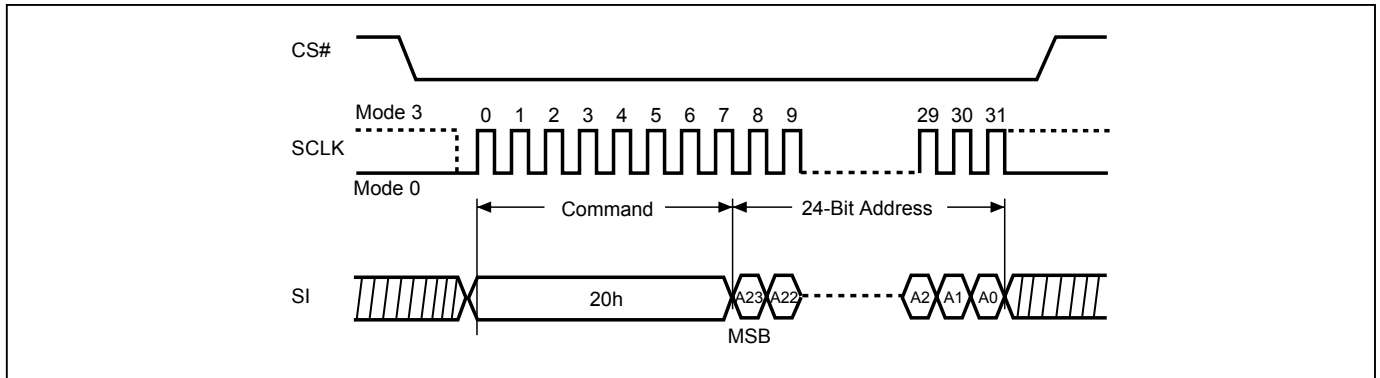 CS#
Mode 3
0 1 2 3 4 5 6 7 8 9 29 30 31
SCLK
Mode 0
Command 24-Bit Address
SI 20h A23 A22 A2 A1 A0
MSB